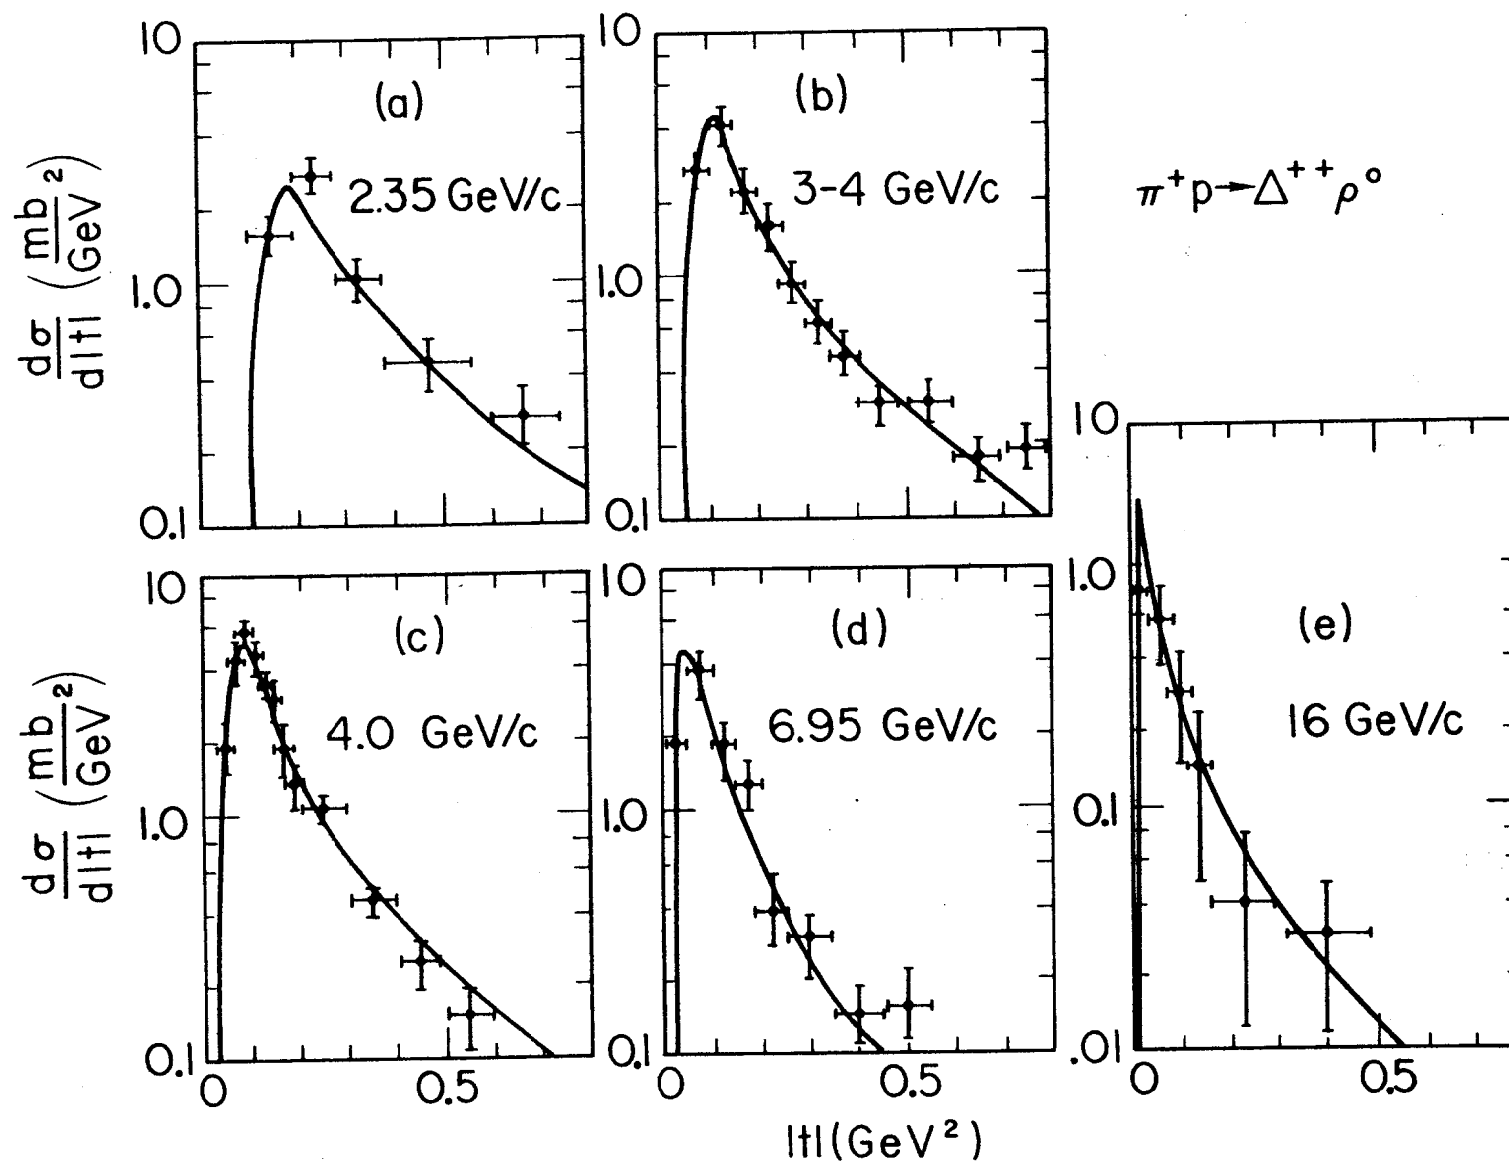 10
(a)
2.35 GeV/c
1.0
0.1
dσ/d|t| (mb/GeV²)
10
(b)
3-4 GeV/c
1.0
0.1
π⁺p→Δ⁺⁺ρ⁰
10
(c)
4.0 GeV/c
1.0
0.1
0
0.5
dσ/d|t| (mb/GeV²)
10
(d)
6.95 GeV/c
1.0
0.1
0
0.5
10
(e)
16 GeV/c
1.0
0.1
.01
0
0.5
|t|(GeV²)